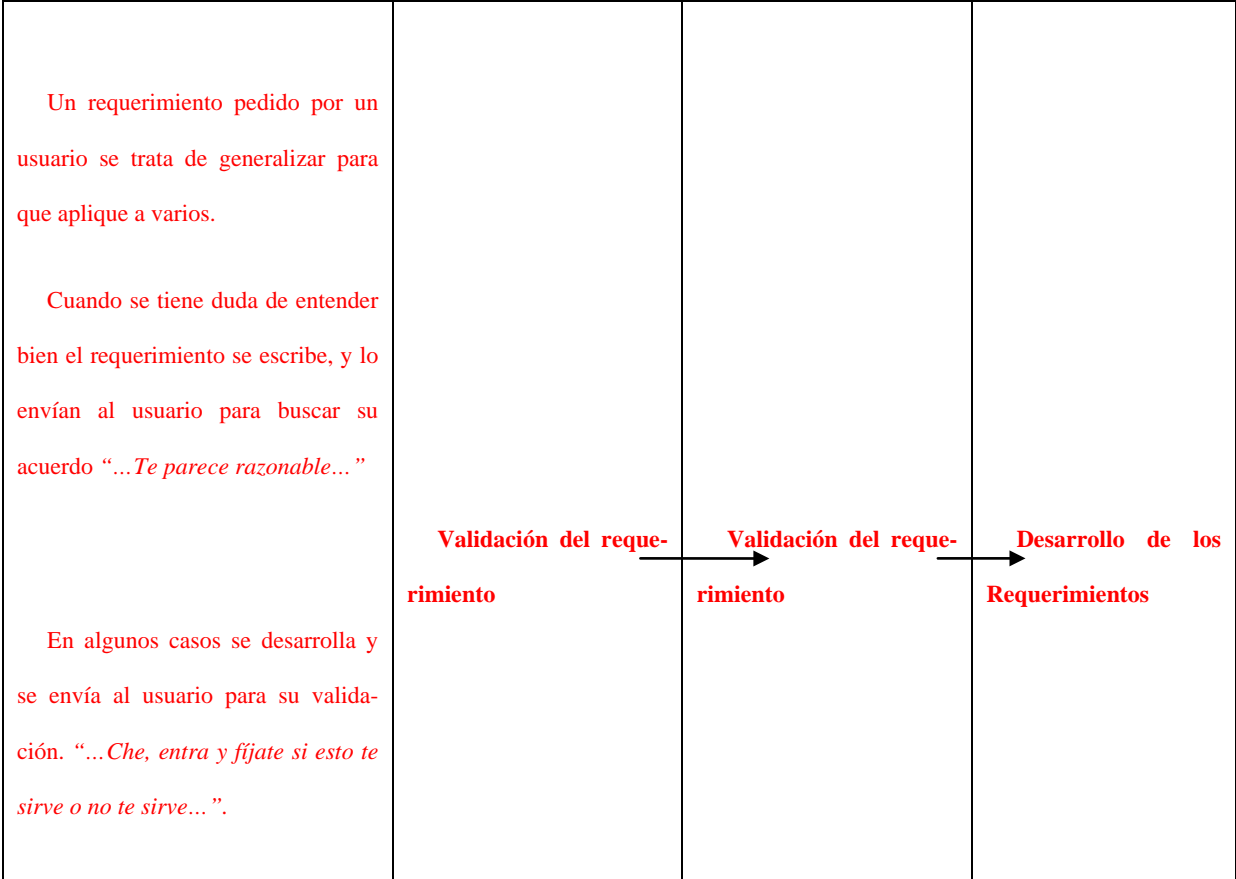 Un requerimiento pedido por un
usuario se trata de generalizar para
que aplique a varios.
Cuando se tiene duda de entender
bien el requerimiento se escribe, y lo
envían al usuario para buscar su
acuerdo “…Te parece razonable…”
En algunos casos se desarrolla y
se envía al usuario para su valida-
ción. “…Che, entra y fíjate si esto te
sirve o no te sirve…”.
Validación del reque-
rimiento
Validación del reque-
rimiento
Desarrollo de los
Requerimientos